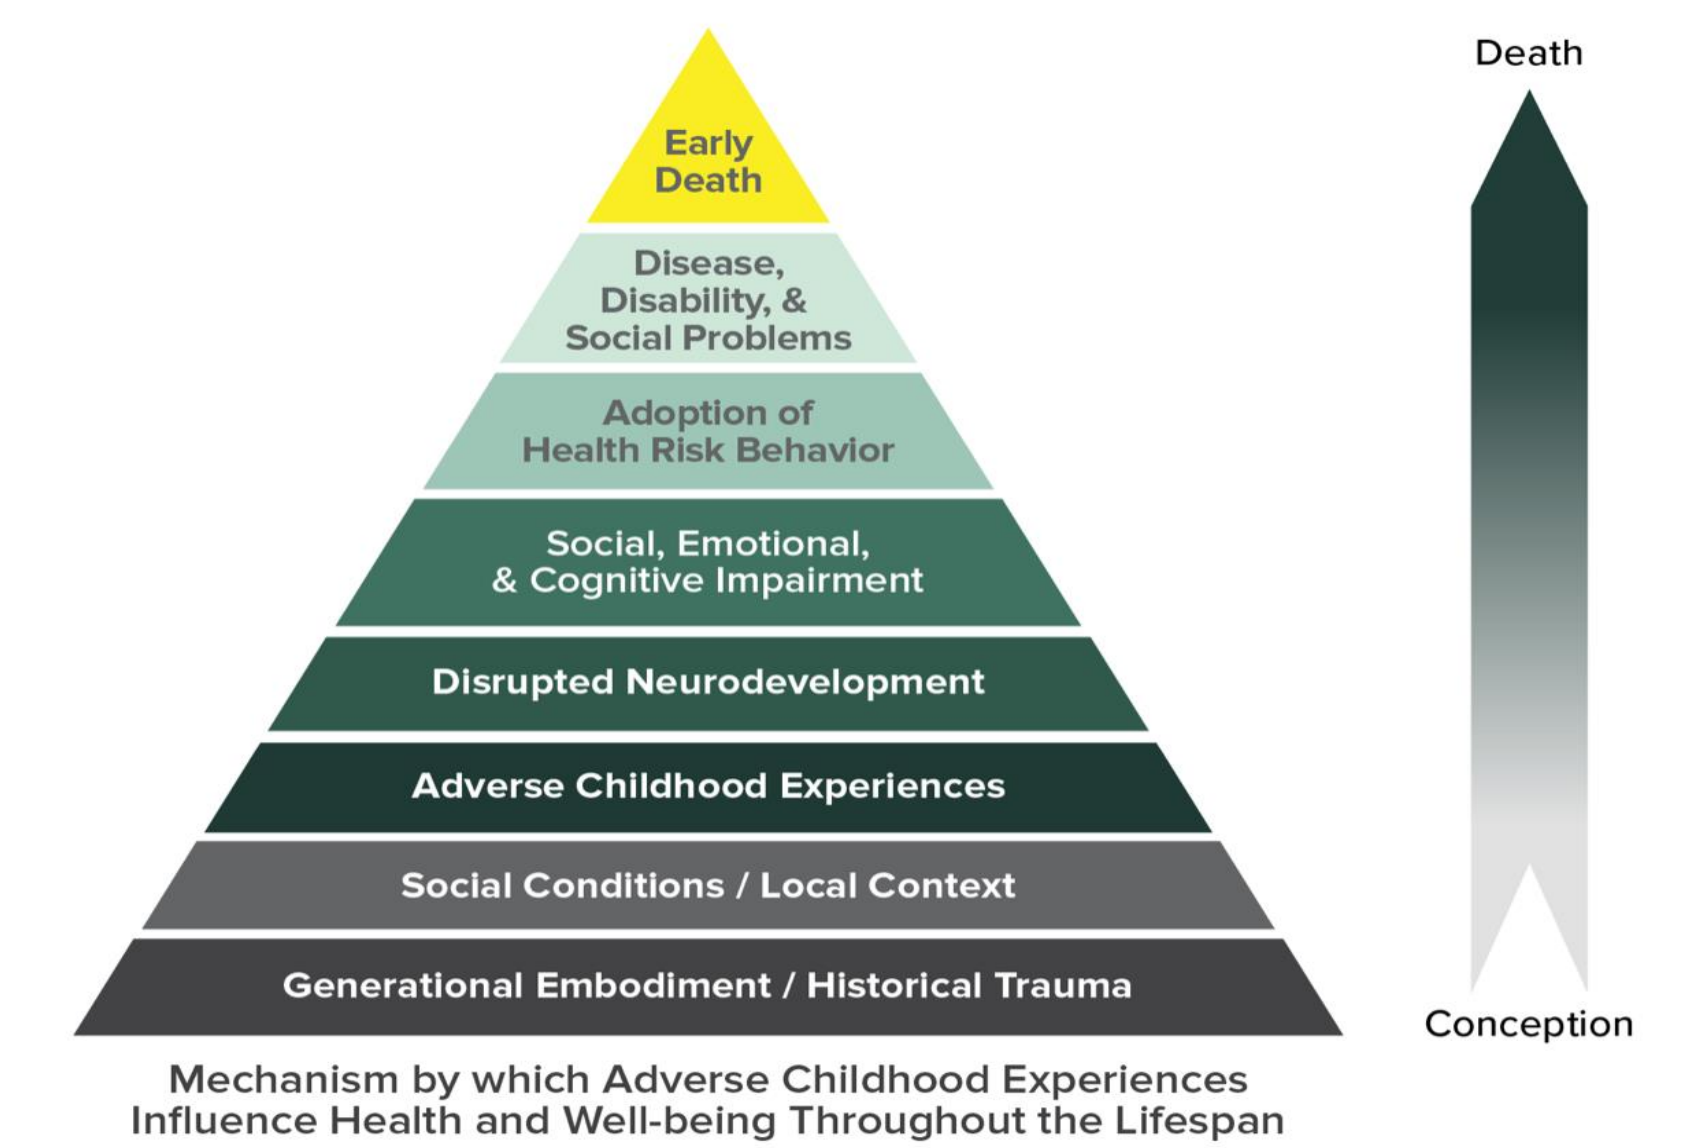 Death
Early
Death
Disease,
Disability, &
Social Problems
Adoption of
Health Risk Behavior
Social, Emotional,
& Cognitive Impairment
Disrupted Neurodevelopment
Adverse Childhood Experiences
Social Conditions / Local Context
Generational Embodiment / Historical Trauma
Conception
Mechanism by which Adverse Childhood Experiences
Influence Health and Well-being Throughout the Lifespan